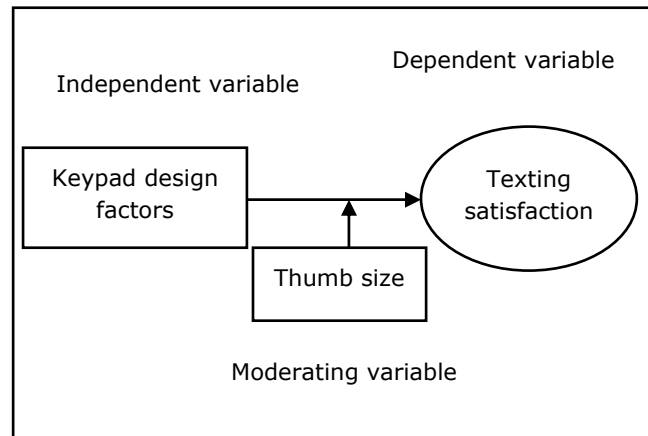 Dependent variable
Independent variable
Keypad design
factors
Texting
satisfaction
Thumb size
Moderating variable